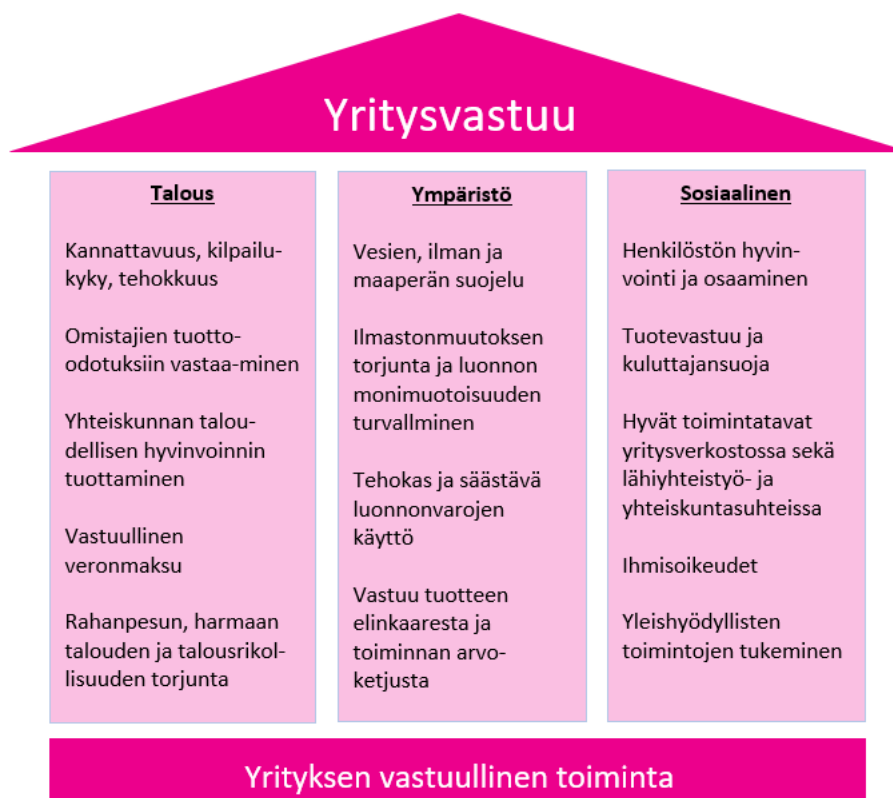 Yritysvastuu
Talous
Kannattavuus, kilpailu-
kyky, tehokkuus
Omistajien tuotto-
odotuksiin vastaa-minen
Yhteiskunnan talou-
dellisen hyvinvoinnin
tuottaminen
Vastuullinen
veronmaksu
Rahanpesun, harmaan
talouden ja talousrikol-
lisuuden torjunta
Ympäristö
Vesien, ilman ja
maaperän suojelu
Ilmastonmuutoksen
torjunta ja luonnon
monimuotoisuuden
turvallminen
Tehokas ja säästävä
luonnonvarojen
käyttö
Vastuu tuotteen
elinkaaresta ja
toiminnan arvo-
ketjusta
Sosiaalinen
Henkilöstön hyvin-
vointi ja osaaminen
Tuotevastuu ja
kuluttajansuoja
Hyvät toimintatavat
yritysverkostossa sekä
lähiyhteistyö- ja
yhteiskuntasuhteissa
Ihmisoikeudet
Yleishyödyllisten
toimintojen tukeminen
Yrityksen vastuullinen toiminta